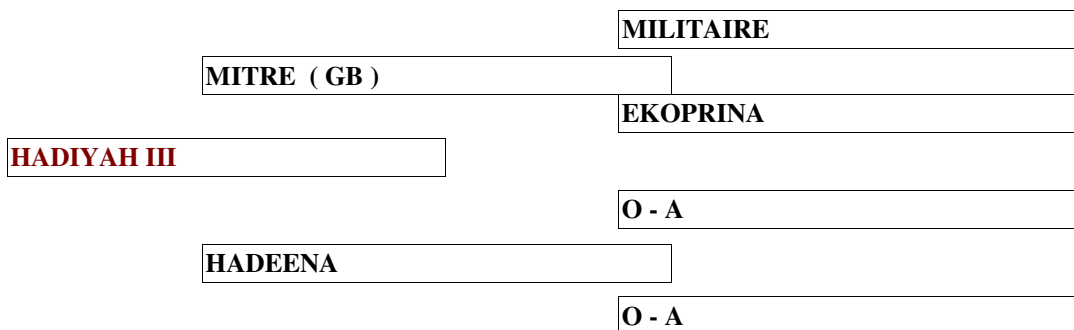 MILITAIRE
MITRE ( GB )
EKOPRINA
HADIYAH III
O - A
HADEENA
O - A